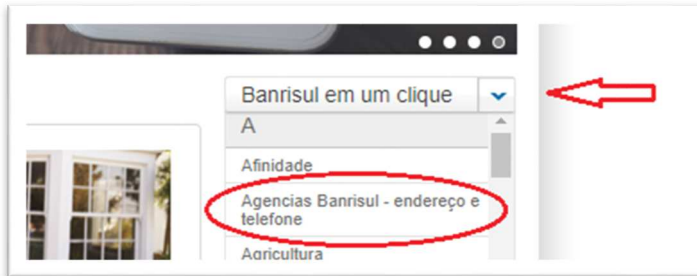 Banrisul em um clique
A
Afinidade
Agencias Banrisul - endereço e
telefone
Agricultura